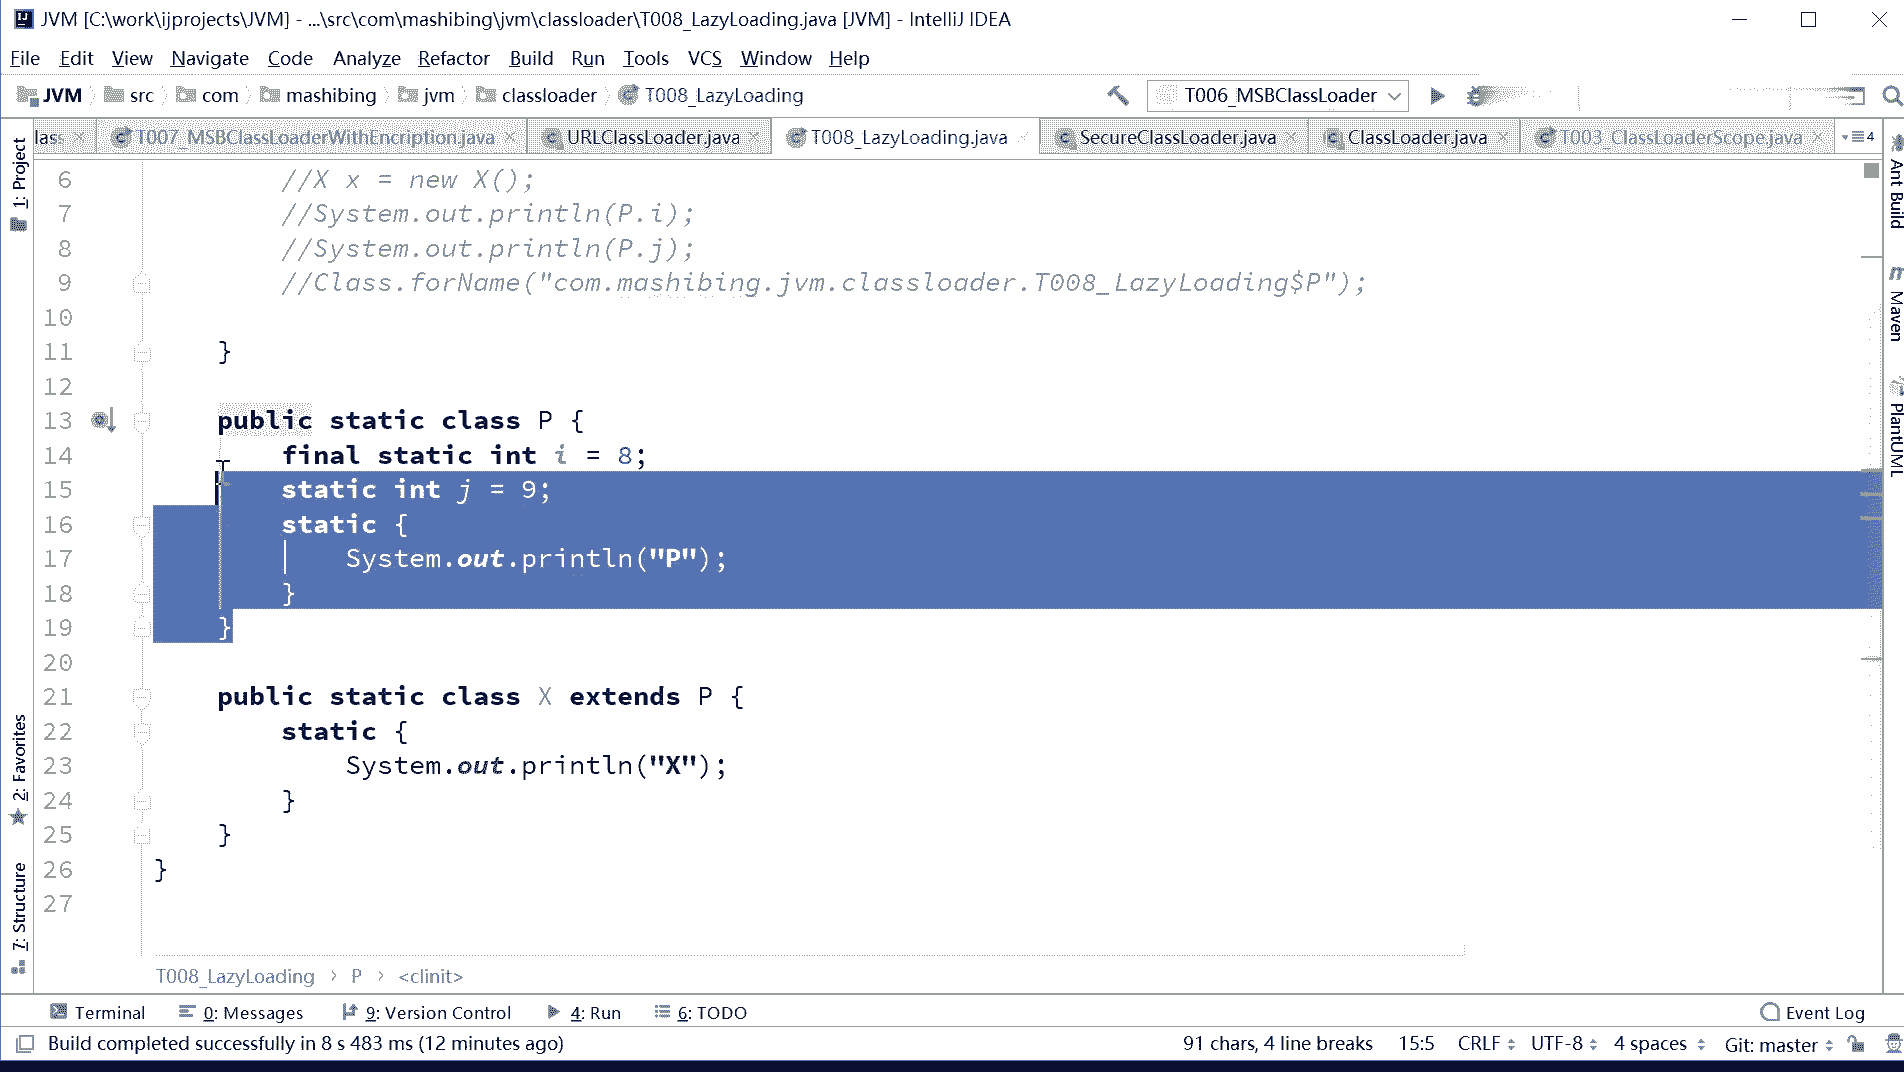 JVM [C:\work\ijprojects\JVM] - ...\src\com\mashibing\jvm\classloader\T008_LazyLoading.java [JVM] - IntelliJ IDEA
File Edit View Navigate Code Analyze Refactor Build Run Tools VCS Window Help
JVM src com mashibing jvm classloader T008_LazyLoading T006_MSBClassLoader
lass T007_MSBClassLoaderWithEncription.java URLClassLoader.java T008_LazyLoading.java SecureClassLoader.java ClassLoader.java T003_ClassLoaderScope.java 4
1: Project
2: Favorites
7: Structure
6 //X x = new X();
7 //System.out.println(P.i);
8 //System.out.println(P.j);
9 //Class.forName("com.mashibing.jvm.classloader.T008_LazyLoading$P");
10
11 }
12
13 public static class P {
14 final static int i = 8;
15 static int j = 9;
16 static {
17 System.out.println("P");
18 }
19 }
20
21 public static class X extends P {
22 static {
23 System.out.println("X");
24 }
25 }
26 }
27
Ant Build
Maven
PlantUML
T008_LazyLoading › P › <clinit>
Terminal 0: Messages 9: Version Control 4: Run 6: TODO Event Log
Build completed successfully in 8 s 483 ms (12 minutes ago) 91 chars, 4 line breaks 15:5 CRLF UTF-8 4 spaces Git: master